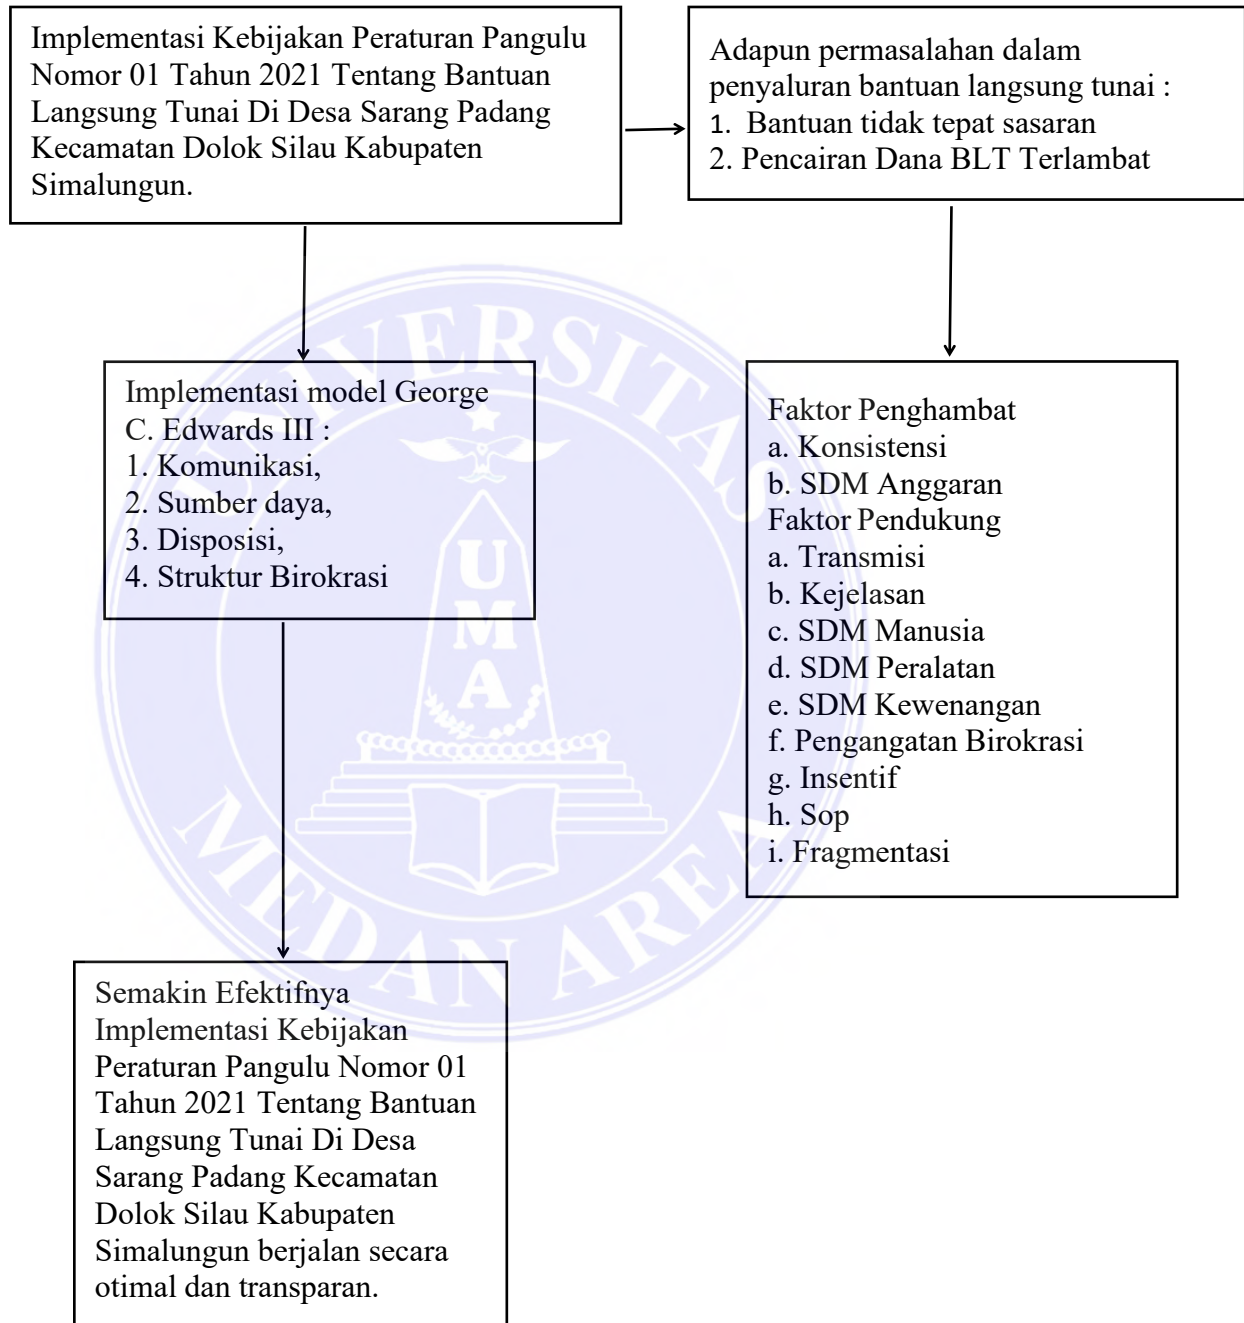 Implementasi Kebijakan Peraturan Pangulu
Nomor 01 Tahun 2021 Tentang Bantuan
Langsung Tunai Di Desa Sarang Padang
Kecamatan Dolok Silau Kabupaten
Simalungun.
Adapun permasalahan dalam
penyaluran bantuan langsung tunai :
1. Bantuan tidak tepat sasaran
2. Pencairan Dana BLT Terlambat
Implementasi model George
C. Edwards III :
1. Komunikasi,
2. Sumber daya,
3. Disposisi,
4. Struktur Birokrasi
Faktor Penghambat
a. Konsistensi
b. SDM Anggaran
Faktor Pendukung
a. Transmisi
b. Kejelasan
c. SDM Manusia
d. SDM Peralatan
e. SDM Kewenangan
f. Pengangatan Birokrasi
g. Insentif
h. Sop
i. Fragmentasi
Semakin Efektifnya
Implementasi Kebijakan
Peraturan Pangulu Nomor 01
Tahun 2021 Tentang Bantuan
Langsung Tunai Di Desa
Sarang Padang Kecamatan
Dolok Silau Kabupaten
Simalungun berjalan secara
otimal dan transparan.
UNIVERSITAS
MEDAN AREA
U
M
A